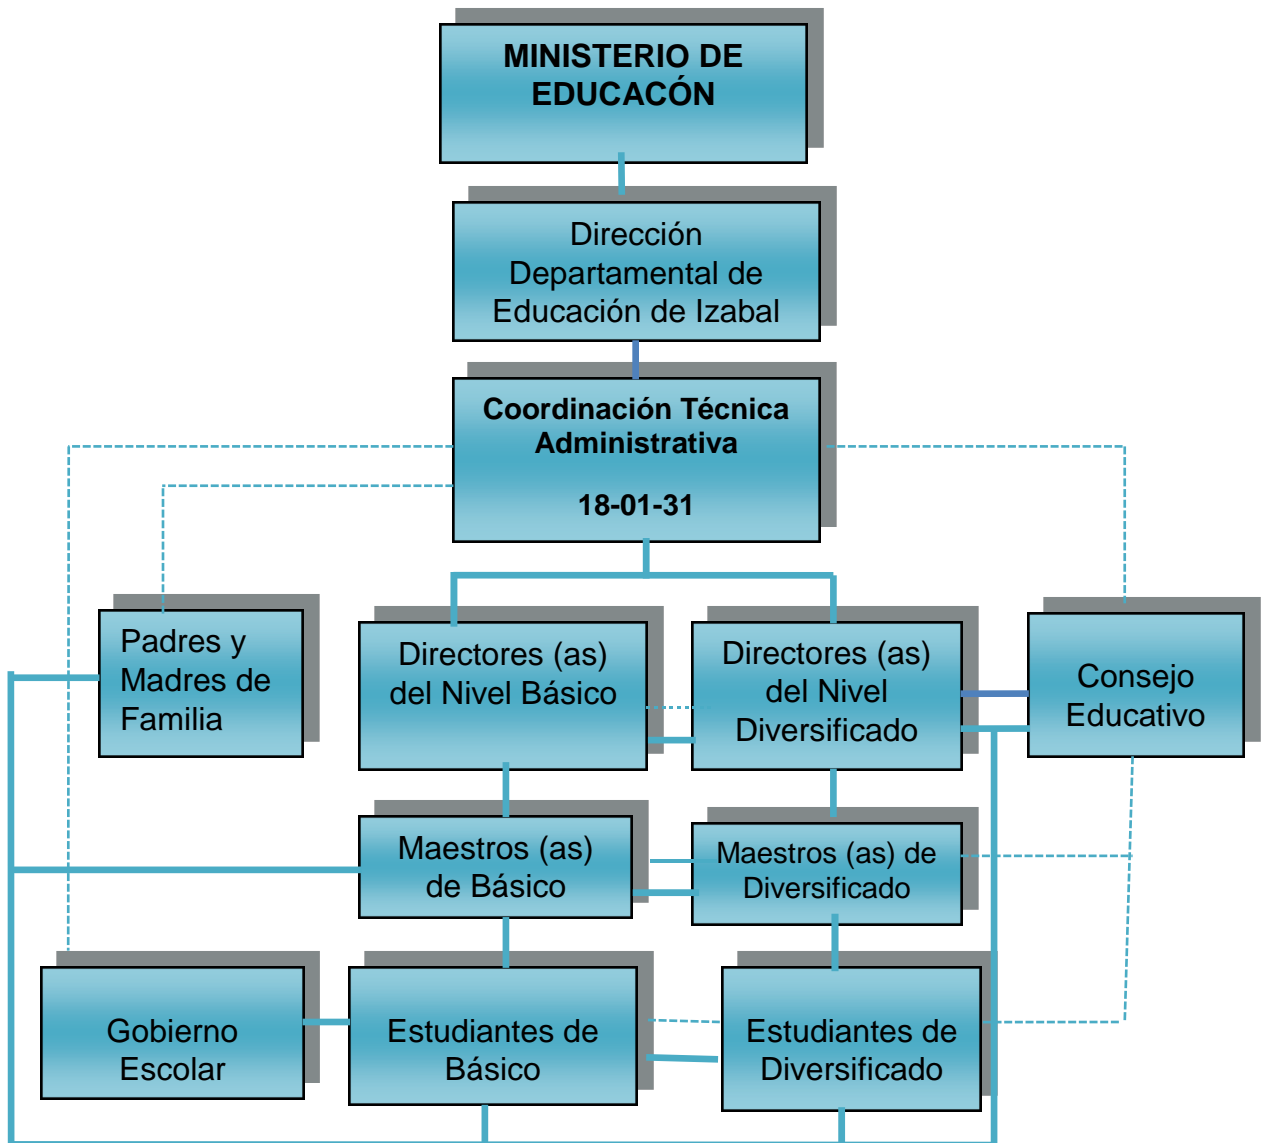 MINISTERIO DE
EDUCACÓN
Dirección
Departamental de
Educación de Izabal
Coordinación Técnica
Administrativa
18-01-31
Padres y
Madres de
Familia
Directores (as)
del Nivel Básico
Directores (as)
del Nivel
Diversificado
Consejo
Educativo
Maestros (as)
de Básico
Maestros (as) de
Diversificado
Gobierno
Escolar
Estudiantes de
Básico
Estudiantes de
Diversificado